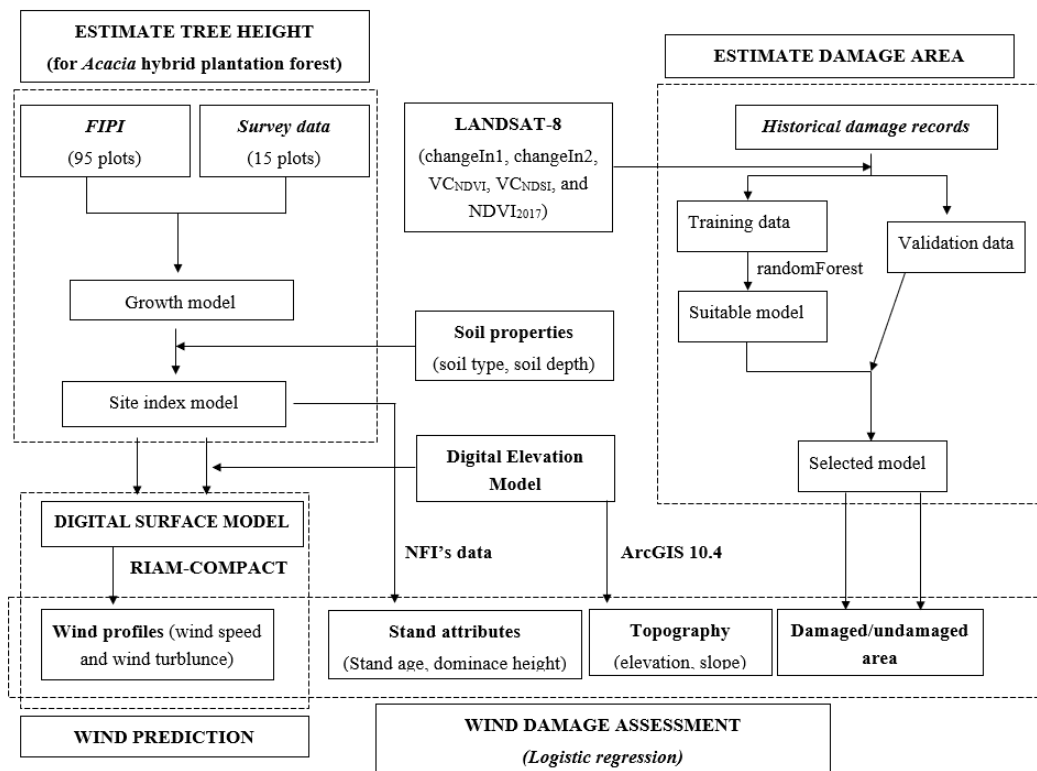 ESTIMATE TREE HEIGHT
(for Acacia hybrid plantation forest)
FIPI
(95 plots)
Survey data
(15 plots)
Growth model
Site index model
DIGITAL SURFACE MODEL
RIAM-COMPACT
Wind profiles (wind speed
and wind turblunce)
WIND PREDICTION
LANDSAT-8
(changeIn1, changeIn2,
VCNDVI, VCNDSI, and
NDVI2017)
Soil properties
(soil type, soil depth)
Digital Elevation
Model
NFI's data
ArcGIS 10.4
Stand attributes
(Stand age, dominace height)
Topography
(elevation, slope)
ESTIMATE DAMAGE AREA
Historical damage records
Training data
Validation data
randomForest
Suitable model
Selected model
Damaged/undamaged
area
WIND DAMAGE ASSESSMENT
(Logistic regression)